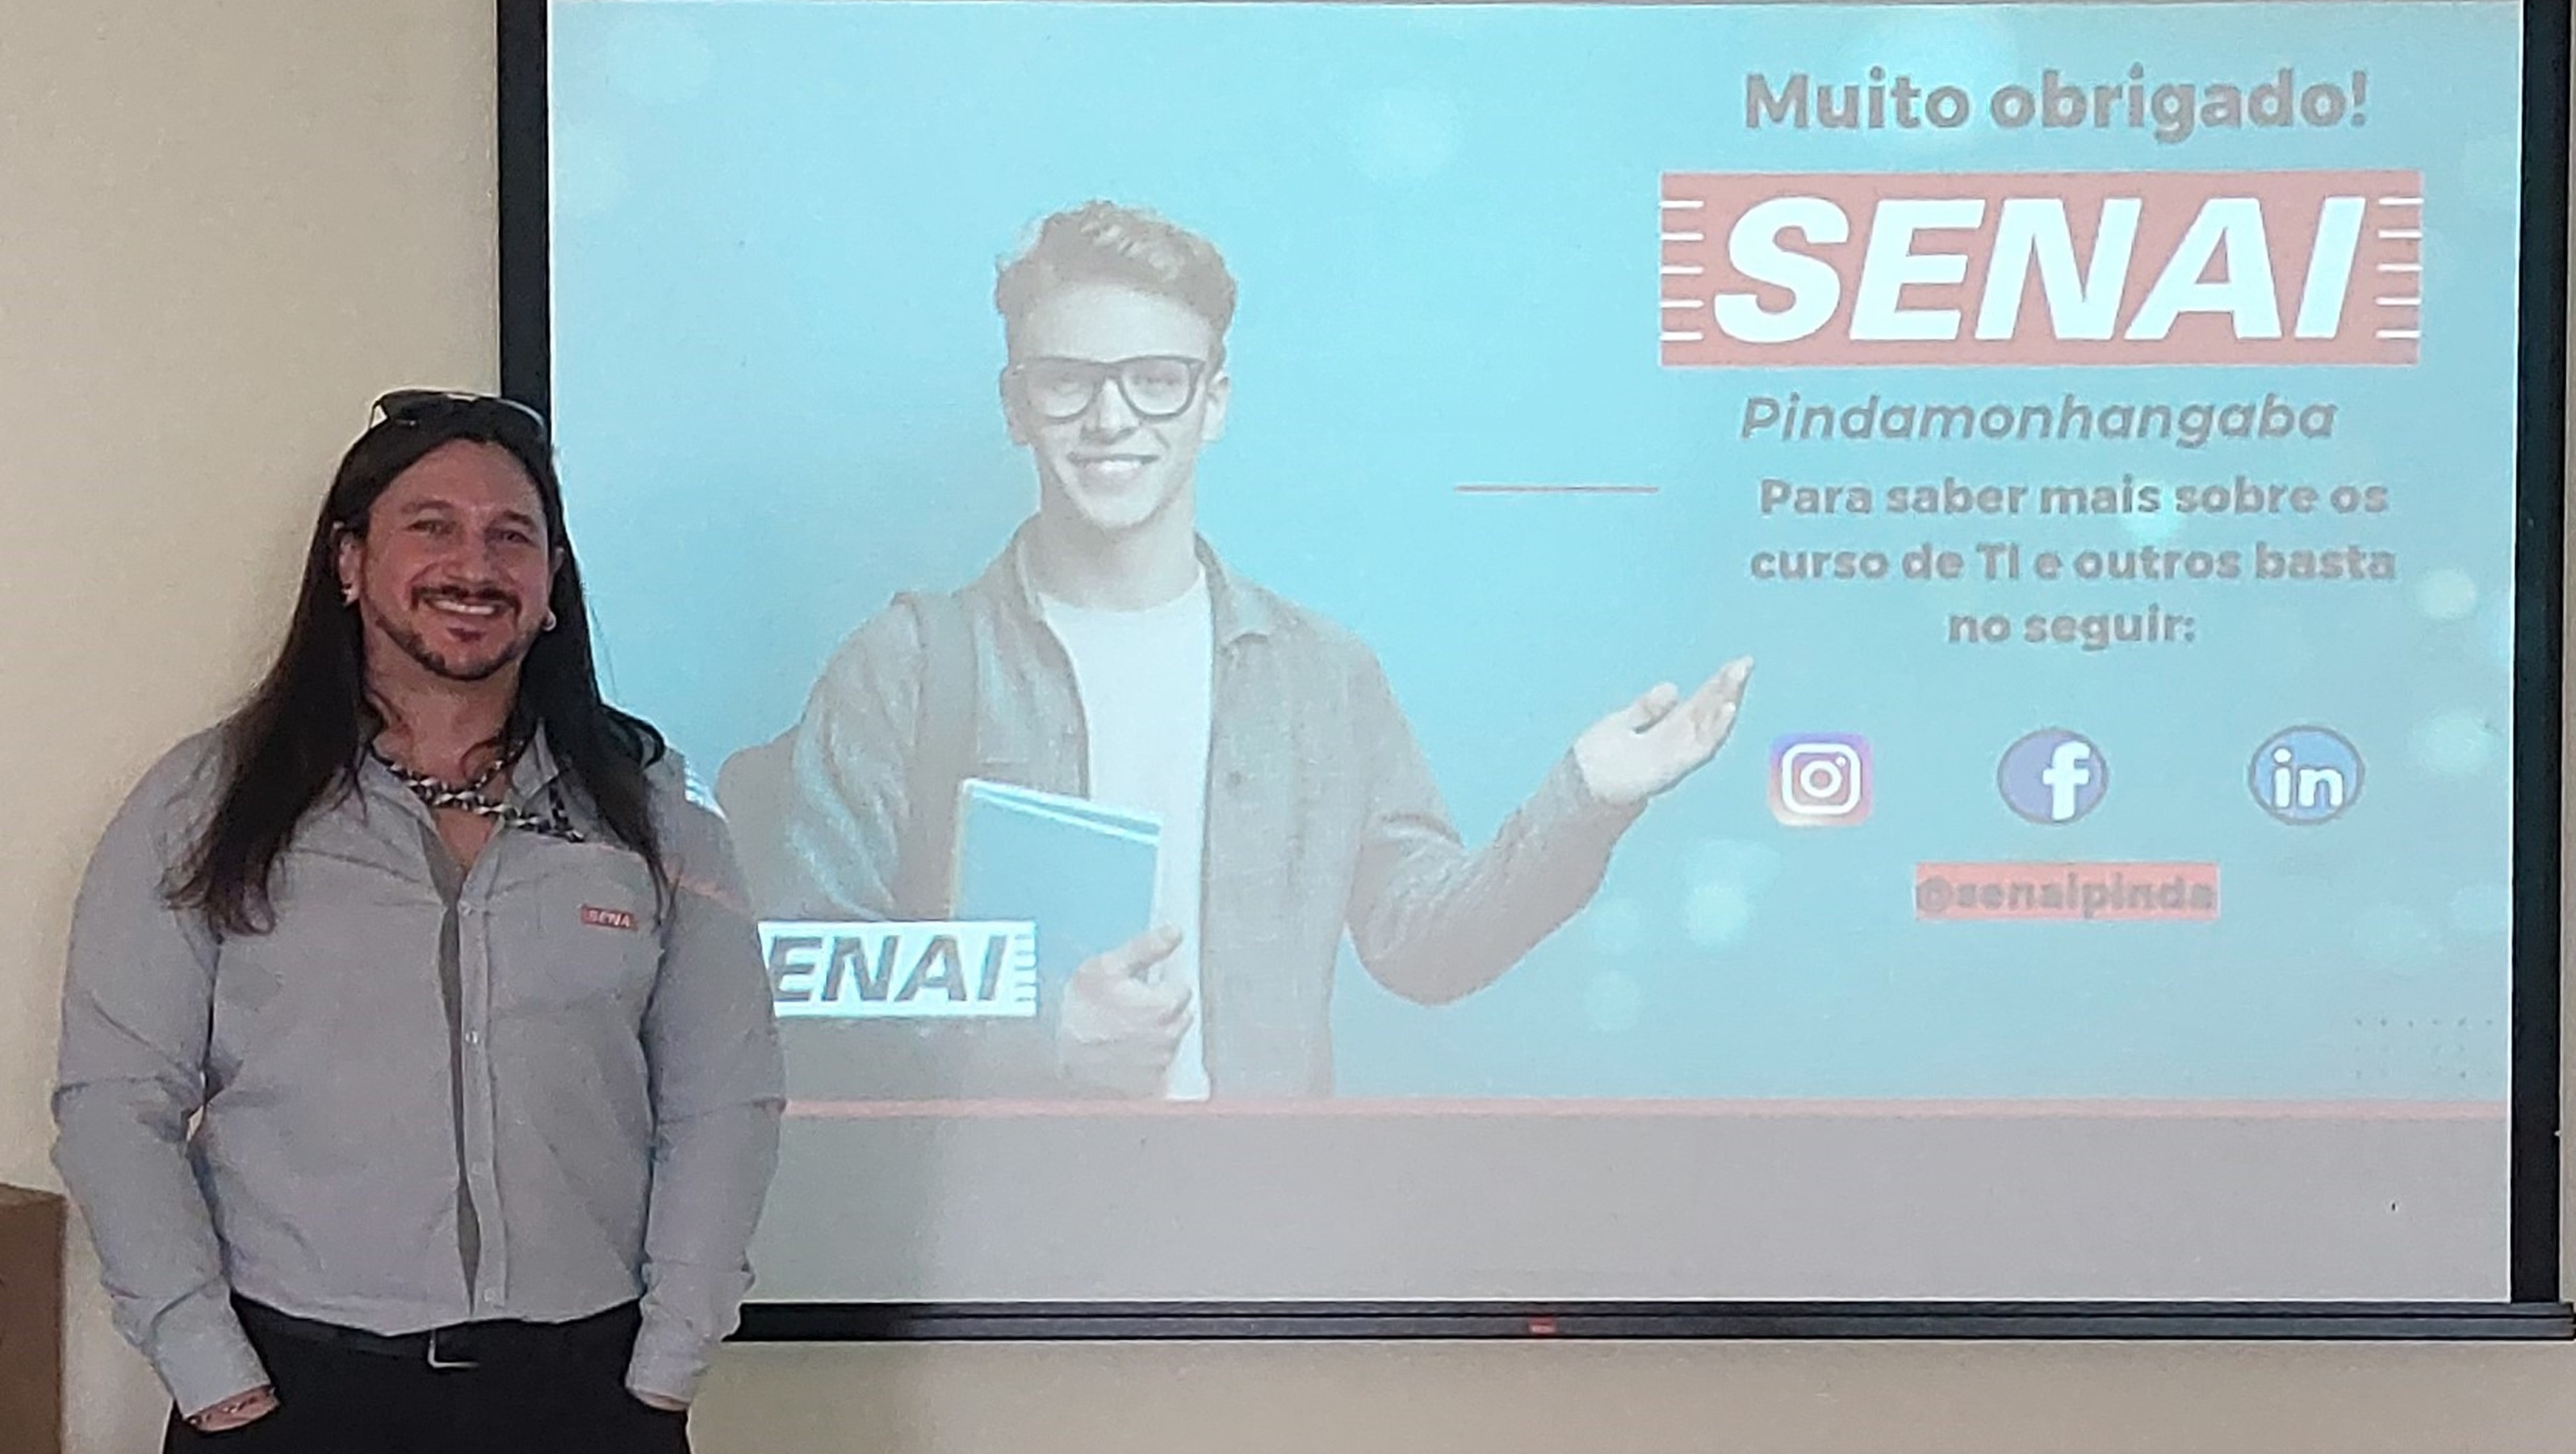 Muito obrigado!
SENAI
Pindamonhangaba
Para saber mais sobre os
curso de TI e outros basta
no seguir:
f
in
@senaipinda
ENAI
SENA